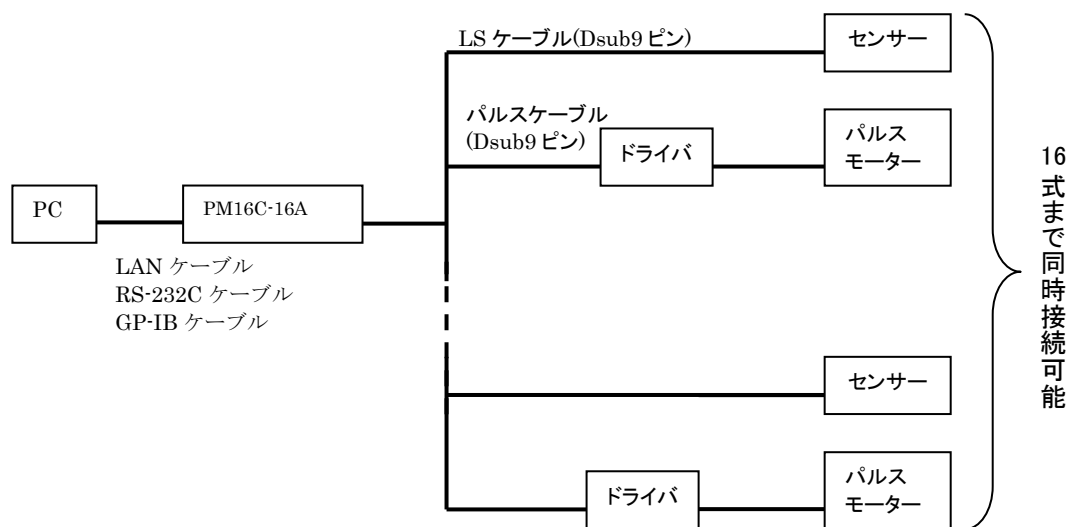 LS ケーブル(Dsub9 ピン)
センサー
パルスケーブル
(Dsub9 ピン)
ドライバ
パルス
モーター
PC
PM16C-16A
LAN ケーブル
RS-232C ケーブル
GP-IB ケーブル
センサー
ドライバ
パルス
モーター
16式まで同時接続可能